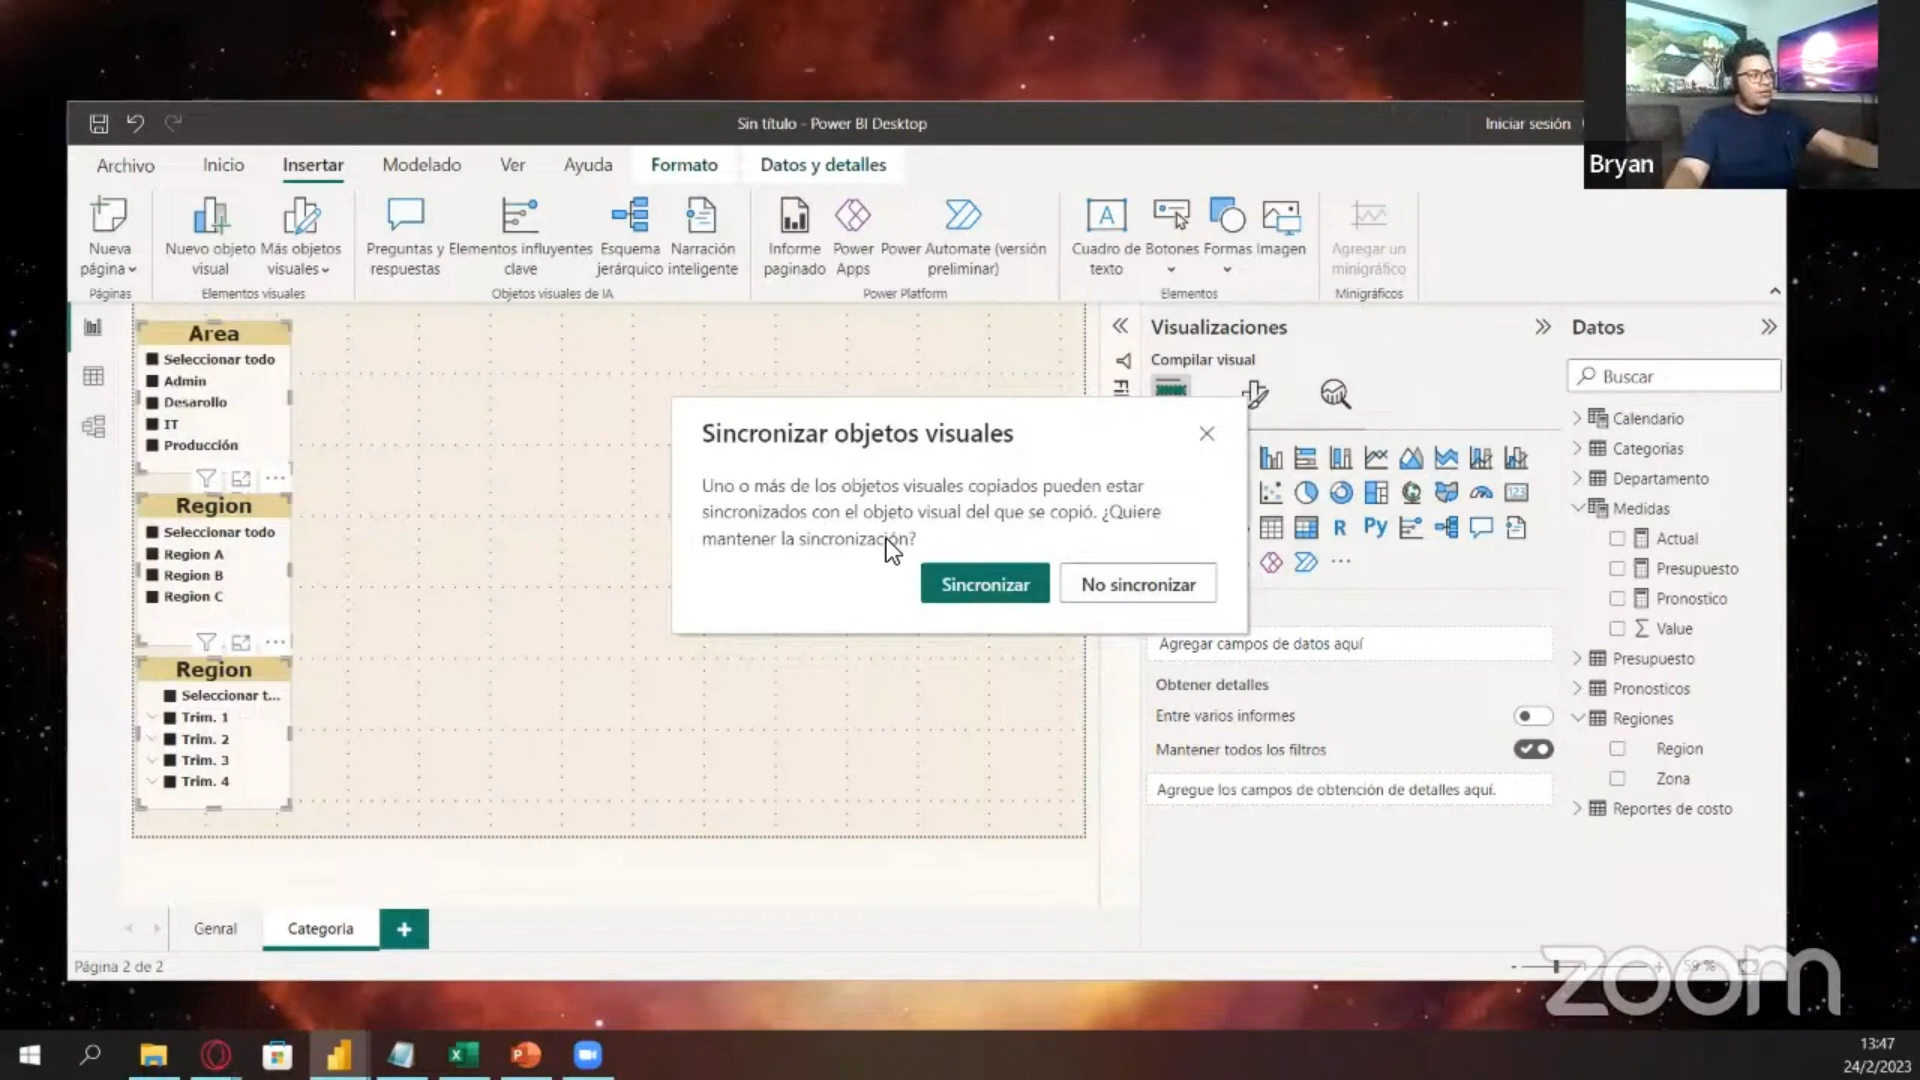 Bryan
Sin título - Power BI Desktop
Iniciar sesión
Archivo
Inicio
Insertar
Modelado
Ver
Ayuda
Formato
Datos y detalles
Nueva
página
Páginas
Nuevo objeto
visual
Más objetos
visuales
Elementos visuales
Preguntas y
respuestas
Elementos influyentes
clave
Esquema
jerárquico
Narración
inteligente
Objetos visuales de IA
Informe
paginado
Power
Apps
Power Automate (versión
preliminar)
Power Platform
Cuadro de
texto
Botones
Formas
Imagen
Elementos
Agregar un
minigráfico
Minigráficos
Area
Seleccionar todo
Admin
Desarollo
IT
Producción
Region
Seleccionar todo
Region A
Region B
Region C
Region
Seleccionar t...
Trim. 1
Trim. 2
Trim. 3
Trim. 4
Sincronizar objetos visuales
Uno o más de los objetos visuales copiados pueden estar
sincronizados con el objeto visual del que se copió. ¿Quiere
mantener la sincronización?
Sincronizar
No sincronizar
Visualizaciones
Compilar visual
R
Py
123
Agregar campos de datos aquí
Obtener detalles
Entre varios informes
Mantener todos los filtros
Agregue los campos de obtención de detalles aquí.
Datos
Buscar
Calendario
Categorias
Departamento
Medidas
Actual
Presupuesto
Pronostico
Value
Presupuesto
Pronosticos
Regiones
Region
Zona
Reportes de costo
Genral
Categoria
Página 2 de 2
59 %
zoom
13:47
24/2/2023